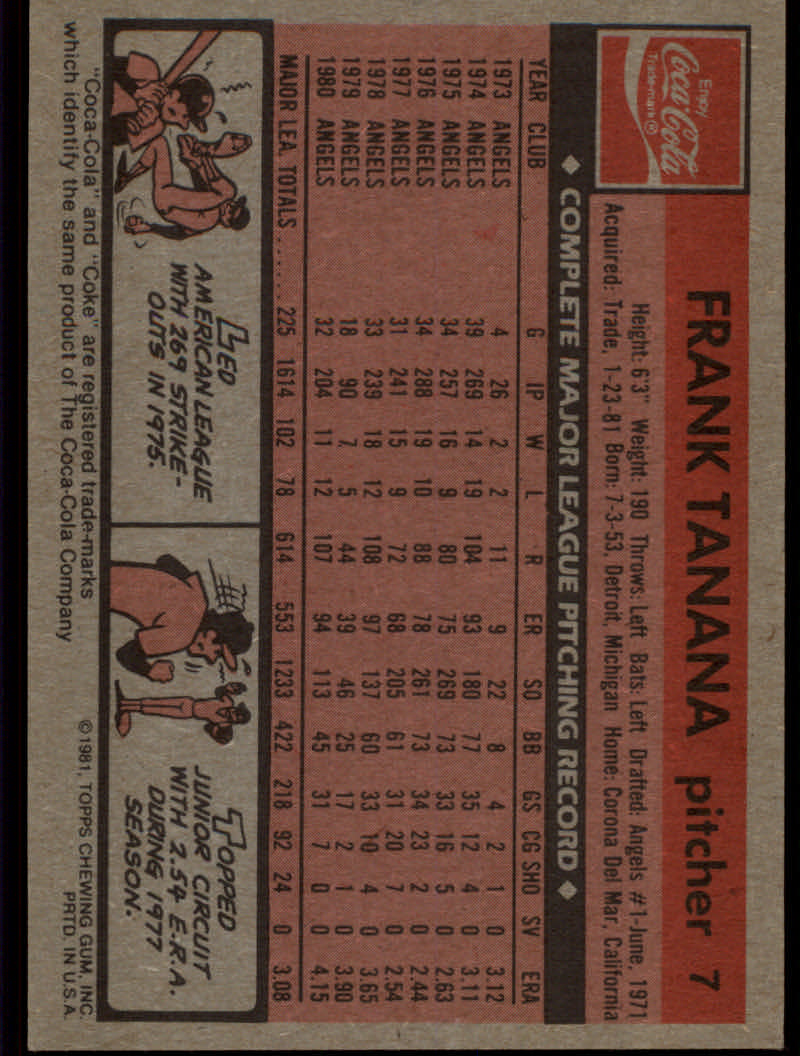 Enjoy
Coca-Cola
Trade-mark®
FRANK TANANA pitcher 7
Height: 6'3" Weight: 190 Throws: Left Bats: Left Drafted: Angels #1-June, 1971
Acquired: Trade, 1-23-81 Born: 7-3-53, Detroit, Michigan Home: Corona Del Mar, California
◆ COMPLETE MAJOR LEAGUE PITCHING RECORD ◆
YEAR CLUB G IP W L R ER SO BB GS CG SHO SV ERA
1973 ANGELS 4 26 2 2 11 9 22 8 4 2 1 0 3.12
1974 ANGELS 39 269 14 19 104 93 180 77 35 12 4 0 3.11
1975 ANGELS 34 257 16 9 80 75 269 73 33 16 5 0 2.63
1976 ANGELS 34 288 19 10 88 78 261 73 34 23 2 0 2.44
1977 ANGELS 31 241 15 9 72 68 205 61 31 20 7 0 2.54
1978 ANGELS 33 239 18 12 108 97 137 60 33 10 4 0 3.65
1979 ANGELS 18 90 7 5 44 39 46 25 17 2 1 0 3.90
1980 ANGELS 32 204 11 12 107 94 113 45 31 7 0 0 4.15
MAJOR LEA. TOTALS ...... 225 1614 102 78 614 553 1233 422 218 92 24 0 3.08
LED
AMERICAN LEAGUE
WITH 269 STRIKE-
OUTS IN 1975.
TOPPED
JUNIOR CIRCUIT
WITH 2.54 E.R.A.
DURING 1977
SEASON.
"Coca-Cola" and "Coke" are registered trade-marks
which identify the same product of The Coca-Cola Company
©1981, TOPPS CHEWING GUM, INC.
PRTD. IN U.S.A.